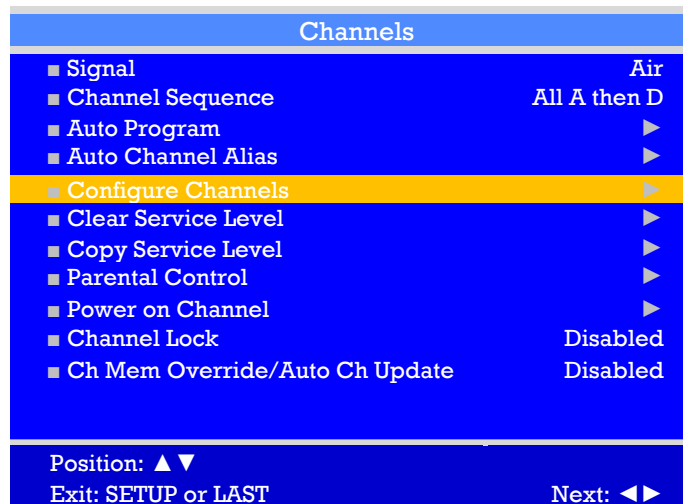 Channels
■ Signal Air
■ Channel Sequence All A then D
■ Auto Program ►
■ Auto Channel Alias ►
■ Configure Channels ►
■ Clear Service Level ►
■ Copy Service Level ►
■ Parental Control ►
■ Power on Channel ►
■ Channel Lock Disabled
■ Ch Mem Override/Auto Ch Update Disabled
Position: ▲▼
Exit: SETUP or LAST Next: ◄►